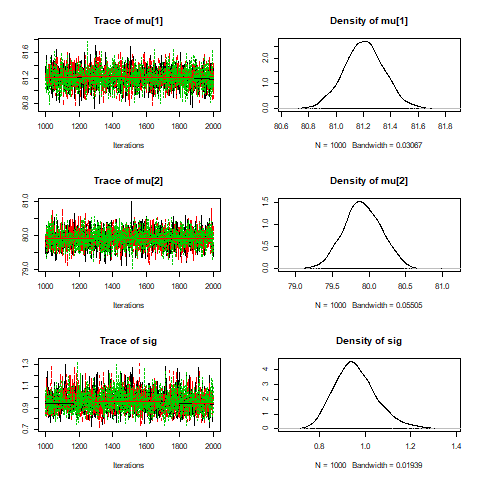 Trace of mu[1]
80.8 81.2 81.6
1000 1200 1400 1600 1800 2000
Iterations
Density of mu[1]
0.0 1.0 2.0
80.6 81.0 81.2 81.4 81.6 81.8
N = 1000 Bandwidth = 0.03067
Trace of mu[2]
79.0 80.0 81.0
1000 1200 1400 1600 1800 2000
Iterations
Density of mu[2]
0.0 0.5 1.0 1.5
79.0 79.5 80.0 80.5 81.0
N = 1000 Bandwidth = 0.05505
Trace of sig
0.7 0.9 1.1 1.3
1000 1200 1400 1600 1800 2000
Iterations
Density of sig
0 1 2 3 4
0.8 1.0 1.2 1.4
N = 1000 Bandwidth = 0.01939